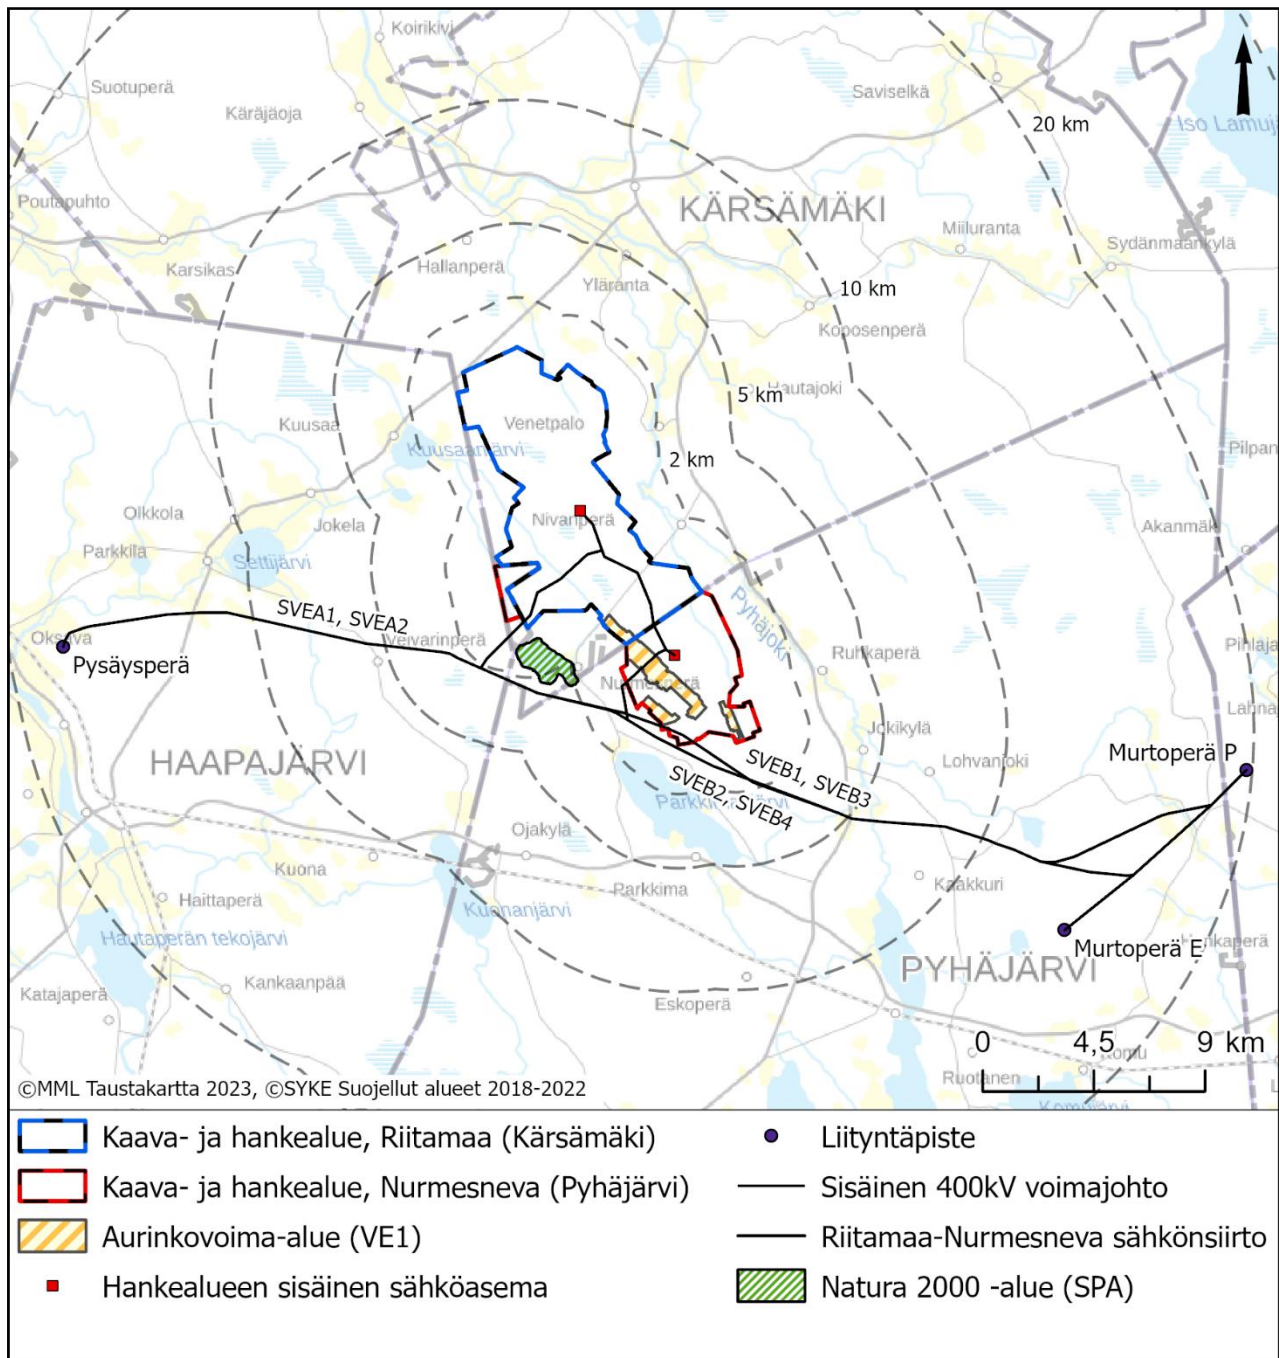 Koirikivi
Suotuperä
Käräjäoja
Saviselkä
20 km
Iso Lamuj
Poutapuhto
KÄRSÄMÄKI
Miiluranta
Sydänmaankylä
Karsikas
Hallanperä
Yläranta
10 km
Koposenperä
Hautajoki
5 km
Kuusaa
Venetpalo
Kuusaanjärvi
2 km
Pilpan
Olkkola
Jokela
Nivanperä
Akanmäk
Parkkila
Settijärvi
Pyhäjoki
SVEA1, SVEA2
Oksava
Veivarinperä
Pihlaja
Pysäysperä
Ruhkaperä
Nurmesperä
Lahna
Jokikylä
HAAPAJÄRVI
Murtoperä P
SVEB1, SVEB3
Lohvanjoki
SVEB2, SVEB4
Ojakylä
Kuona
Parkkima
Kaakkuri
Haittaperä
Kuonanjärvi
Hautaperän tekojärvi
Murtoperä E
PYHÄJÄRVI
Kankaanpää
Katajaperä
Eskoperä
0 4,5 9 km
Komu
Ruotanen
Komujärvi
©MML Taustakartta 2023, ©SYKE Suojellut alueet 2018-2022
Kaava- ja hankealue, Riitamaa (Kärsämäki)
Kaava- ja hankealue, Nurmesneva (Pyhäjärvi)
Aurinkovoima-alue (VE1)
Hankealueen sisäinen sähköasema
Liityntäpiste
Sisäinen 400kV voimajohto
Riitamaa-Nurmesneva sähkönsiirto
Natura 2000 -alue (SPA)